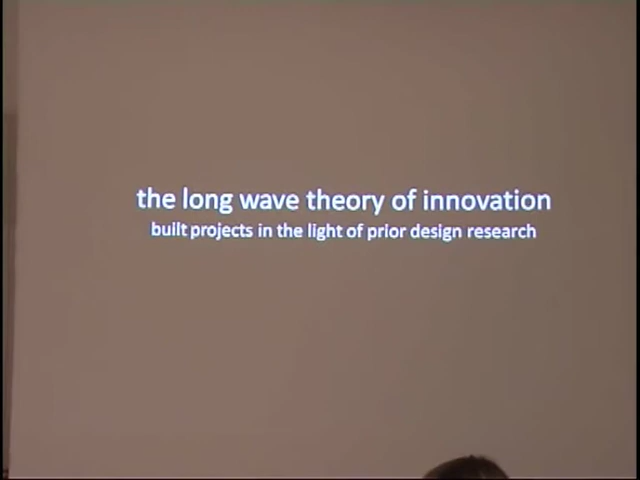 the long wave theory of innovation
built projects in the light of prior design research